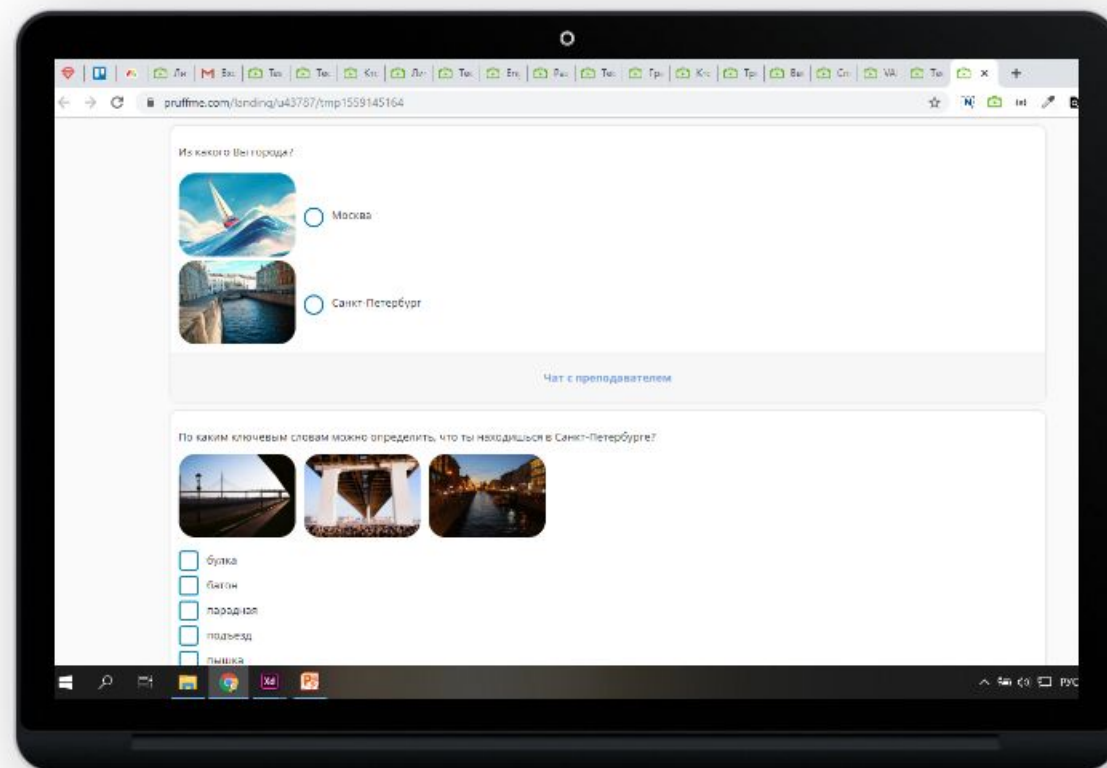 pruffme.com/landing/u43787/tmp1559145164
Из какого Вы города?
Москва
Санкт-Петербург
Чат с преподавателем
По каким ключевым словам можно определить, что ты находишься в Санкт-Петербурге?
булка
батон
парадная
подъезд
пышка
Xd
РУС